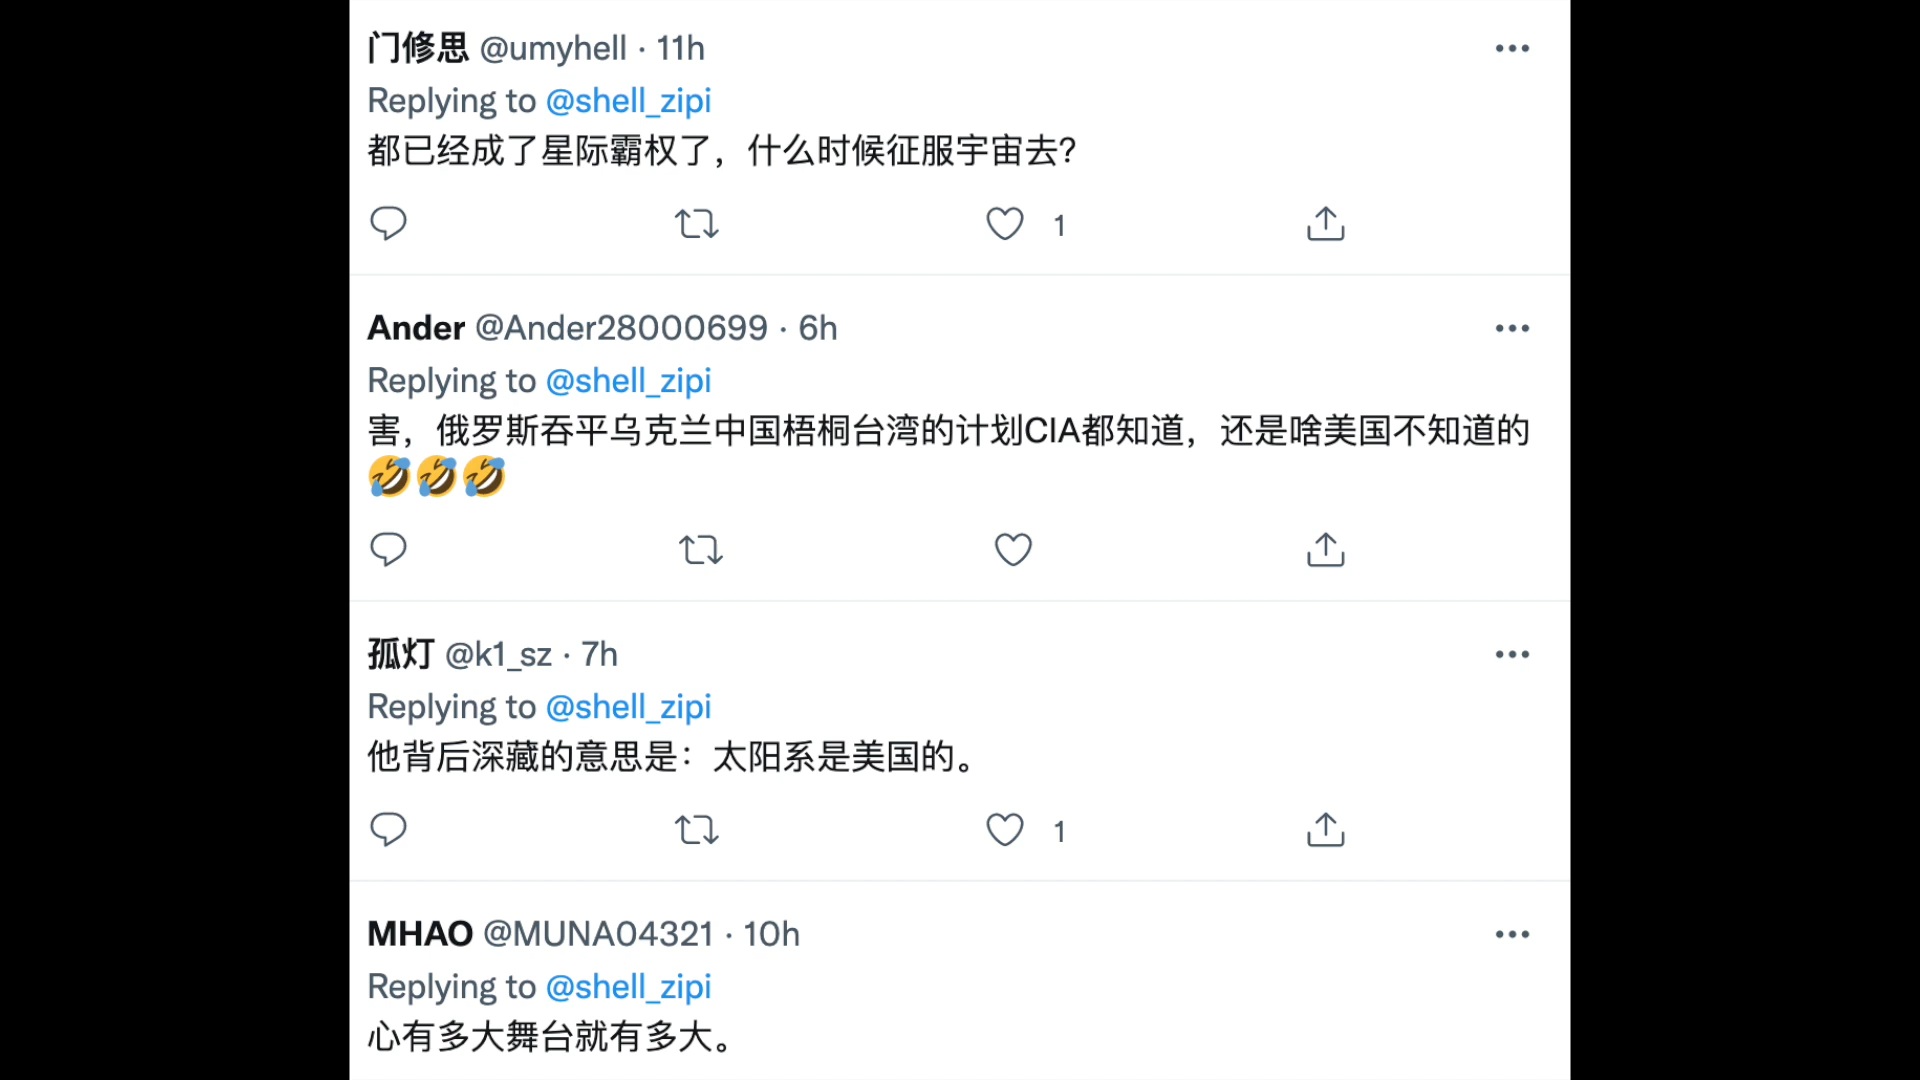 门修思 @umyhell · 11h
Replying to @shell_zipi
都已经成了星际霸权了，什么时候征服宇宙去?
1
Ander @Ander28000699 · 6h
Replying to @shell_zipi
害，俄罗斯吞平乌克兰中国梧桐台湾的计划CIA都知道，还是啥美国不知道的
🤣🤣🤣
孤灯 @k1_sz · 7h
Replying to @shell_zipi
他背后深藏的意思是：太阳系是美国的。
1
MHAO @MUNA04321 · 10h
Replying to @shell_zipi
心有多大舞台就有多大。